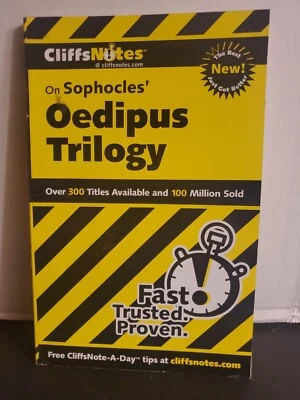 CliffsNotes™
@ cliffsnotes.com
The Best
New!
Just Got Better
On Sophocles'
Oedipus
Trilogy
Over 300 Titles Available and 100 Million Sold
Fast.
Trusted.
Proven.
Free CliffsNote-A-Day™ tips at cliffsnotes.com